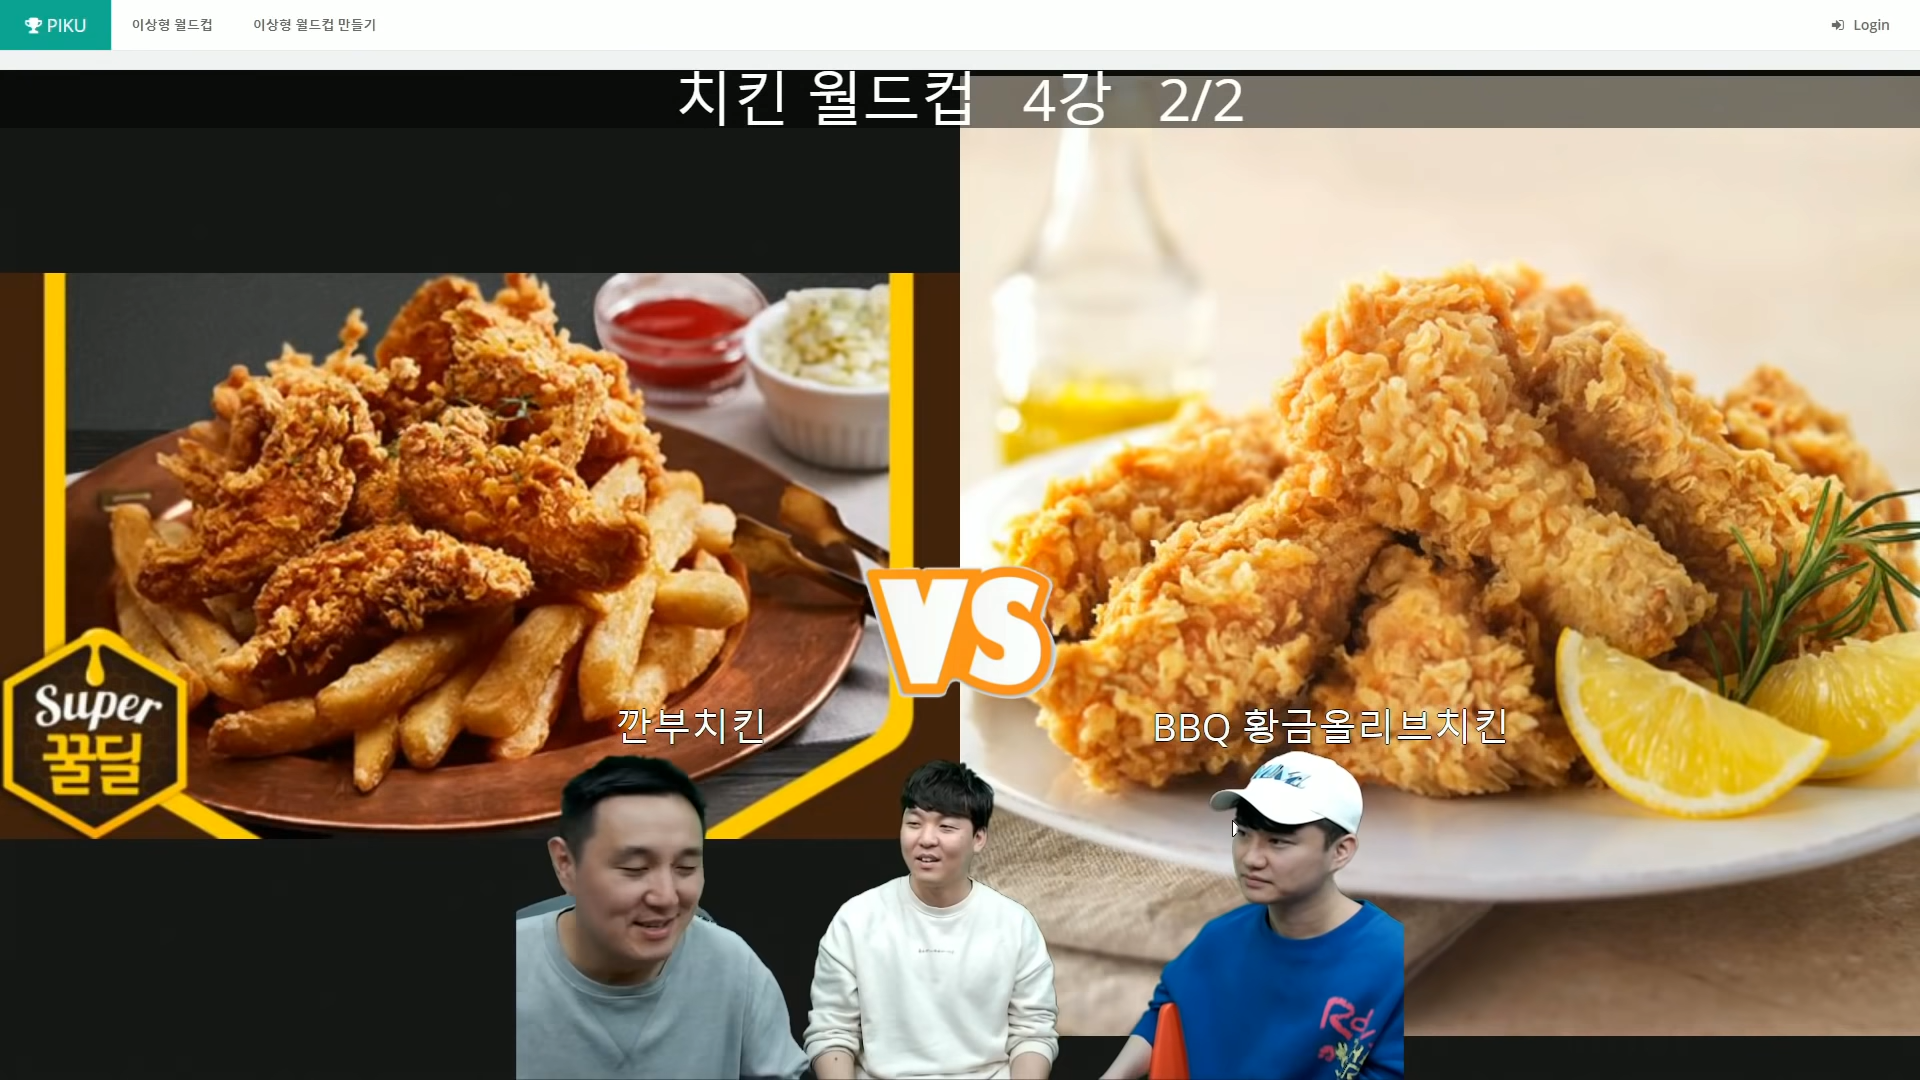 PIKU 이상형 월드컵 이상형 월드컵 만들기 Login
치킨 월드컵 4강 2/2
VS
Super
꿀딜
깐부치킨
BBQ 황금올리브치킨